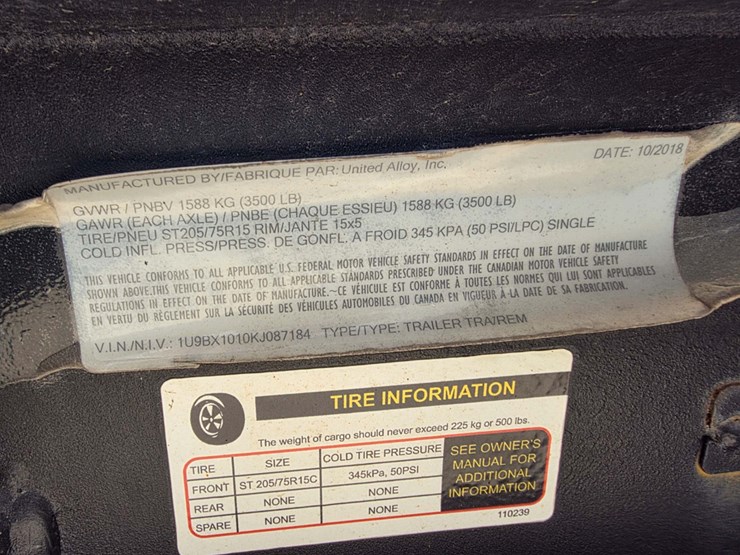 MANUFACTURED BY/FABRIQUE PAR: United Alloy, Inc.
DATE: 10/2018
GVWR / PNBV 1588 KG (3500 LB)
GAWR (EACH AXLE) / PNBE (CHAQUE ESSIEU) 1588 KG (3500 LB)
TIRE/PNEU ST205/75R15 RIM/JANTE 15x5
COLD INFL. PRESS/PRESS. DE GONFL. A FROID 345 KPA (50 PSI/LPC) SINGLE
THIS VEHICLE CONFORMS TO ALL APPLICABLE U.S. FEDERAL MOTOR VEHICLE SAFETY STANDARDS IN EFFECT ON THE DATE OF MANUFACTURE
SHOWN ABOVE.THIS VEHICLE CONFORMS TO ALL APPLICABLE STANDARDS PRESCRIBED UNDER THE CANADIAN MOTOR VEHICLE SAFETY
REGULATIONS IN EFFECT ON THE DATE OF MANUFACTURE.~CE VÉHICULE EST CONFORME À TOUTES LES NORMES QUI LUI SONT APPLICABLES
EN VERTU DU RÈGLEMENT SUR LA SÉCURITÉ DES VÉHICULES AUTOMOBILES DU CANADA EN VIGUEUR À LA DATE DE SA FABRICATION.
V.I.N./N.I.V.: 1U9BX1010KJ087184 TYPE/TYPE: TRAILER TRA/REM
TIRE INFORMATION
The weight of cargo should never exceed 225 kg or 500 lbs.
TIRE SIZE COLD TIRE PRESSURE
FRONT ST 205/75R15C 345kPa, 50PSI
REAR NONE NONE
SPARE NONE NONE
SEE OWNER'S
MANUAL FOR
ADDITIONAL
INFORMATION
110239